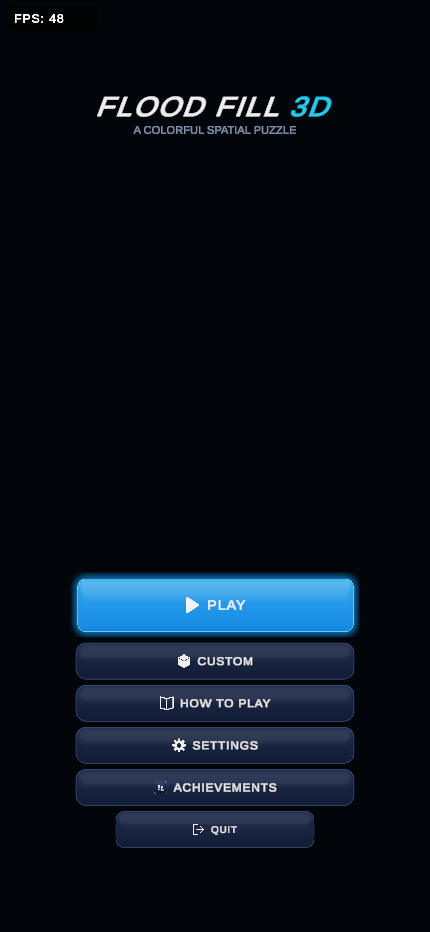 FPS: 48
FLOOD FILL 3D
A COLORFUL SPATIAL PUZZLE
PLAY
CUSTOM
HOW TO PLAY
SETTINGS
ACHIEVEMENTS
QUIT